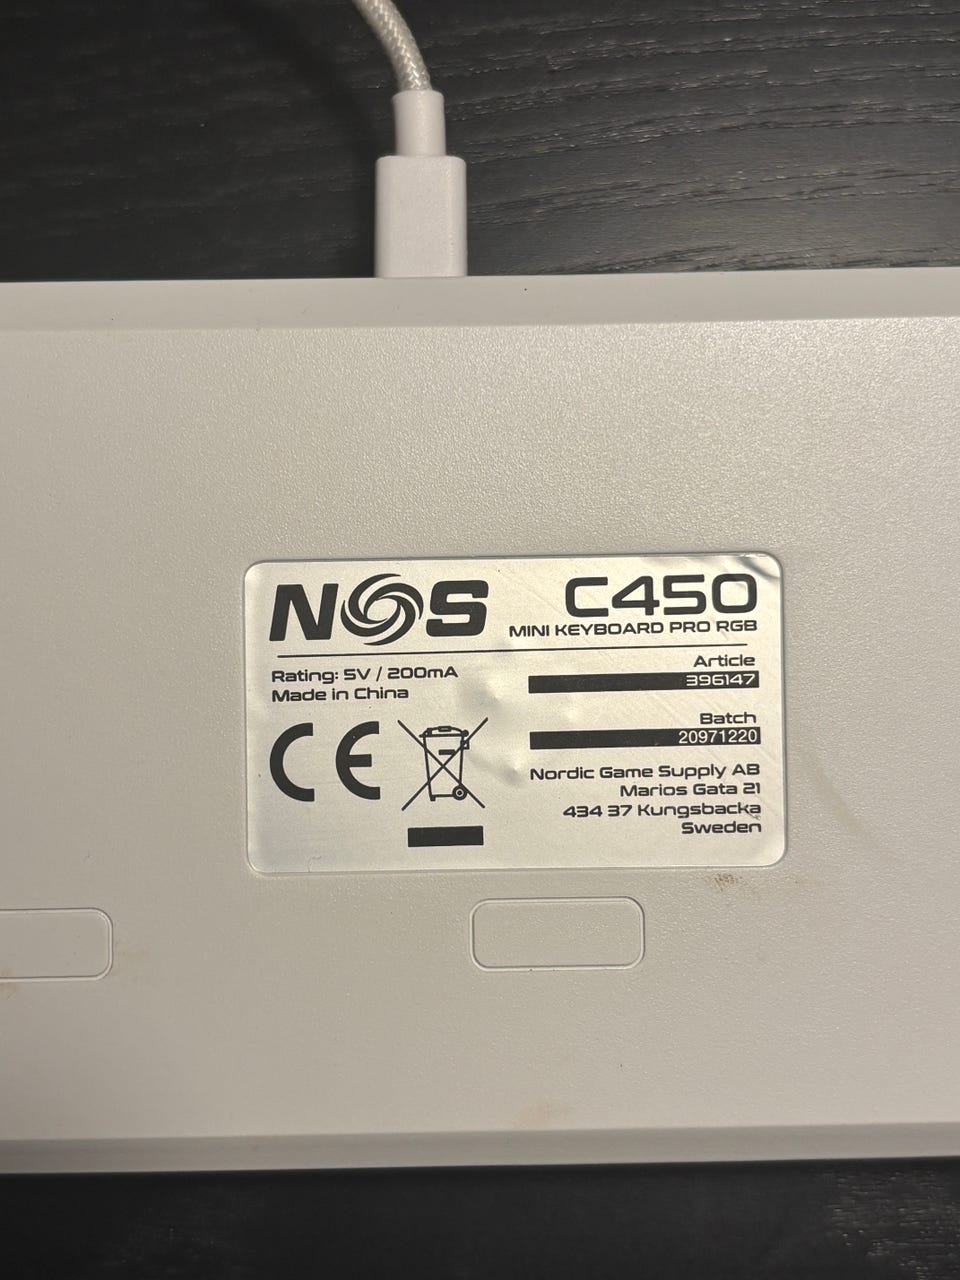 NOS C450
MINI KEYBOARD PRO RGB
Rating: 5V / 200mA
Made in China
CE
Article
396147
Batch
20971220
Nordic Game Supply AB
Marios Gata 21
434 37 Kungsbacka
Sweden